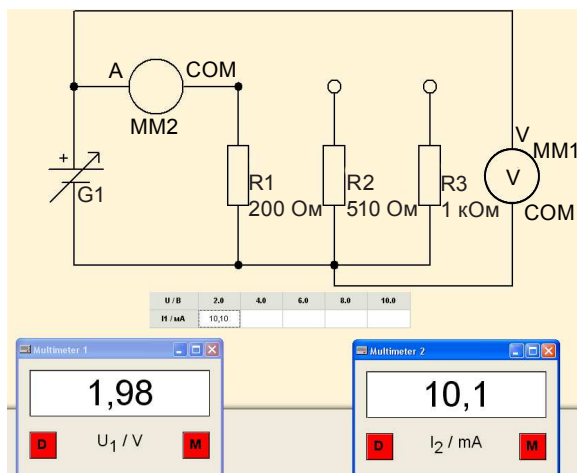 A COM
MM2
+
G1
R1
200 Ом
R2
510 Ом
R3
1 кОм
V
MM1
V
COM
U / В 2.0 4.0 6.0 8.0 10.0
I1 / мА 10,10
Multimeter 1
1,98
D U1 / V M
Multimeter 2
10,1
D I2 / mA M